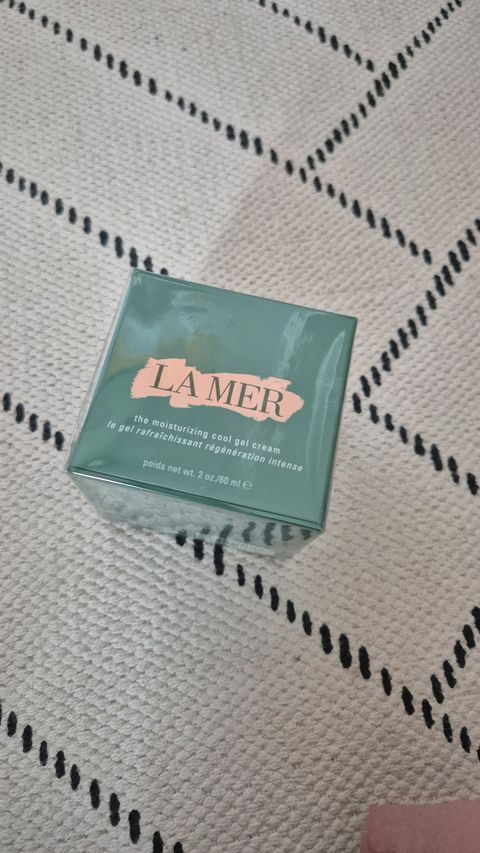 LA MER
the moisturizing cool gel cream
le gel rafraîchissant régénération intense
poids net wt. 2 oz./60 ml ℮